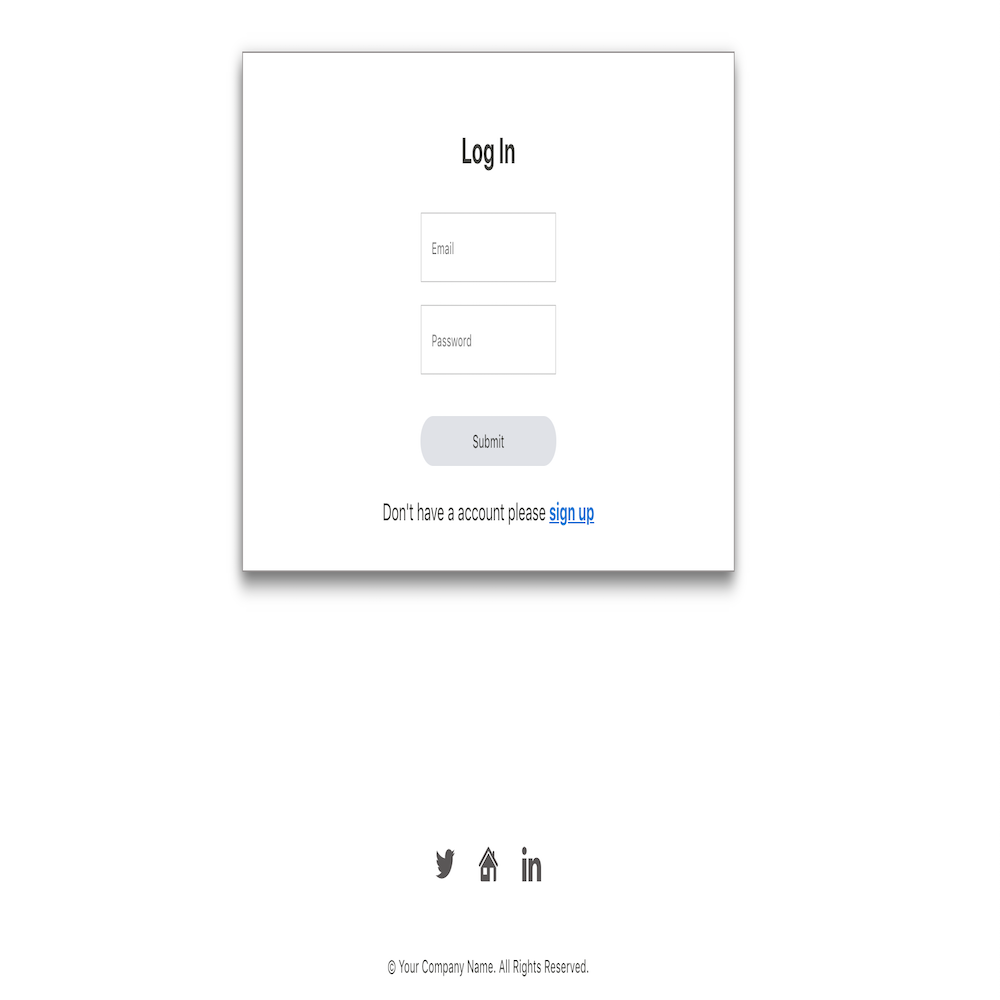 Log In
Email
Password
Submit
Don't have a account please sign up
in
© Your Company Name. All Rights Reserved.